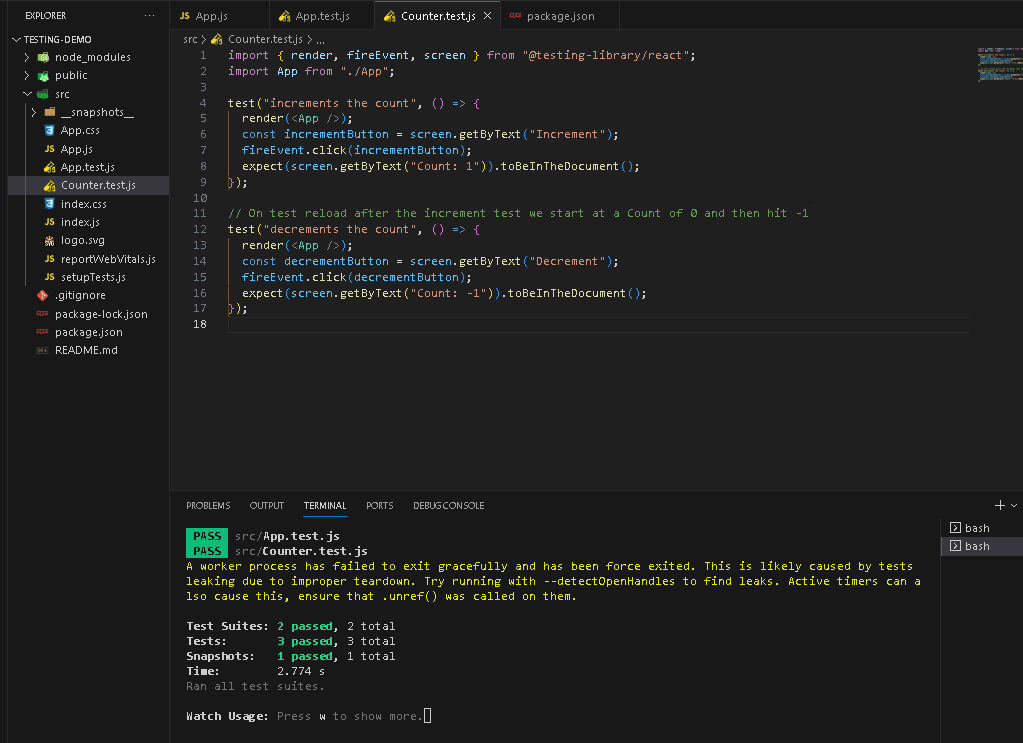 EXPLORER
...
TESTING-DEMO
node_modules
public
src
__snapshots__
App.css
App.js
App.test.js
Counter.test.js
index.css
index.js
logo.svg
reportWebVitals.js
setupTests.js
.gitignore
package-lock.json
package.json
README.md
JS App.js
App.test.js
Counter.test.js
package.json
src > Counter.test.js > ...
1 import { render, fireEvent, screen } from "@testing-library/react";
2 import App from "./App";
3
4 test("increments the count", () => {
5 render(<App />);
6 const incrementButton = screen.getByText("Increment");
7 fireEvent.click(incrementButton);
8 expect(screen.getByText("Count: 1")).toBeInTheDocument();
9 });
10
11 // On test reload after the increment test we start at a Count of 0 and then hit -1
12 test("decrements the count", () => {
13 render(<App />);
14 const decrementButton = screen.getByText("Decrement");
15 fireEvent.click(decrementButton);
16 expect(screen.getByText("Count: -1")).toBeInTheDocument();
17 });
18
PROBLEMS OUTPUT TERMINAL PORTS DEBUG CONSOLE
PASS src/App.test.js
PASS src/Counter.test.js
A worker process has failed to exit gracefully and has been force exited. This is likely caused by tests
leaking due to improper teardown. Try running with --detectOpenHandles to find leaks. Active timers can a
lso cause this, ensure that .unref() was called on them.
Test Suites: 2 passed, 2 total
Tests: 3 passed, 3 total
Snapshots: 1 passed, 1 total
Time: 2.774 s
Ran all test suites.
Watch Usage: Press w to show more.
bash
bash